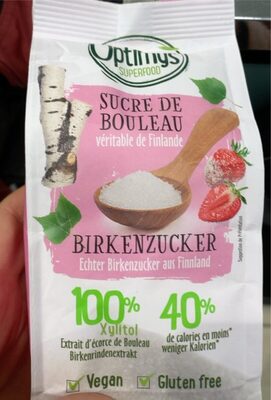 Optimys
SUPERFOOD
SUCRE DE
BOULEAU
véritable de Finlande
BIRKENZUCKER
Echter Birkenzucker aus Finnland
100% 40%
Xylitol
Extrait d'écorce de Bouleau
Birkenrindenextrakt
de calories en moins*
weniger Kalorien*
Vegan Gluten free